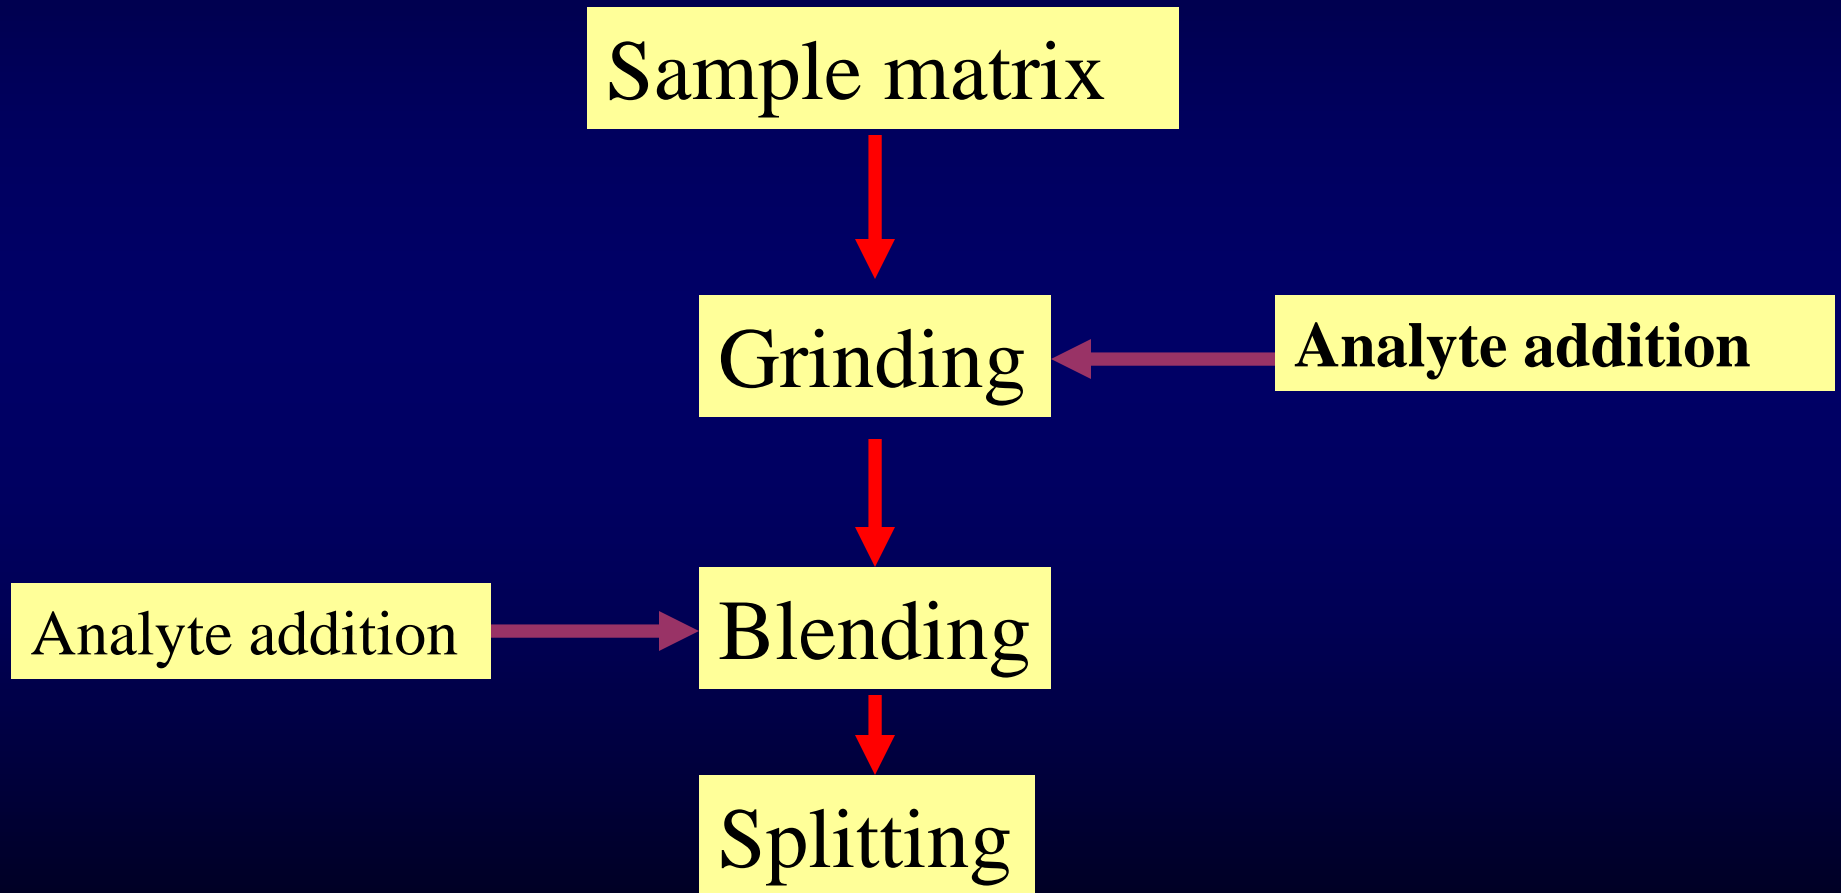 Sample matrix
Grinding
Analyte addition
Analyte addition
Blending
Splitting